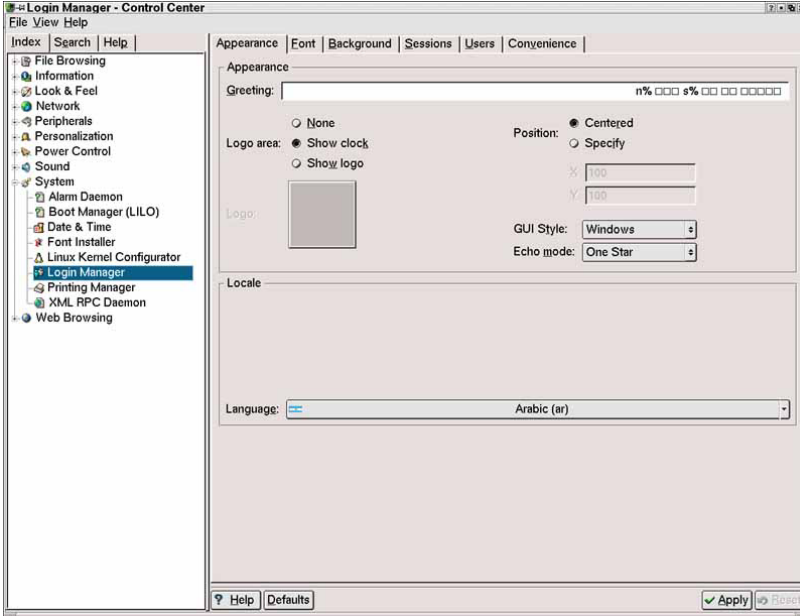 Login Manager - Control Center
File View Help
Index Search Help
File Browsing
Information
Look & Feel
Network
Peripherals
Personalization
Power Control
Sound
System
Alarm Daemon
Boot Manager (LILO)
Date & Time
Font Installer
Linux Kernel Configurator
Login Manager
Printing Manager
XML RPC Daemon
Web Browsing
Appearance Font Background Sessions Users Convenience
Appearance
Greeting: n% □□□ s% □□ □□ □□□□□
Logo area:
None
Show clock
Show logo
Logo:
Position:
Centered
Specify
X 100
Y 100
GUI Style: Windows
Echo mode: One Star
Locale
Language: Arabic (ar)
? Help Defaults Apply Reset